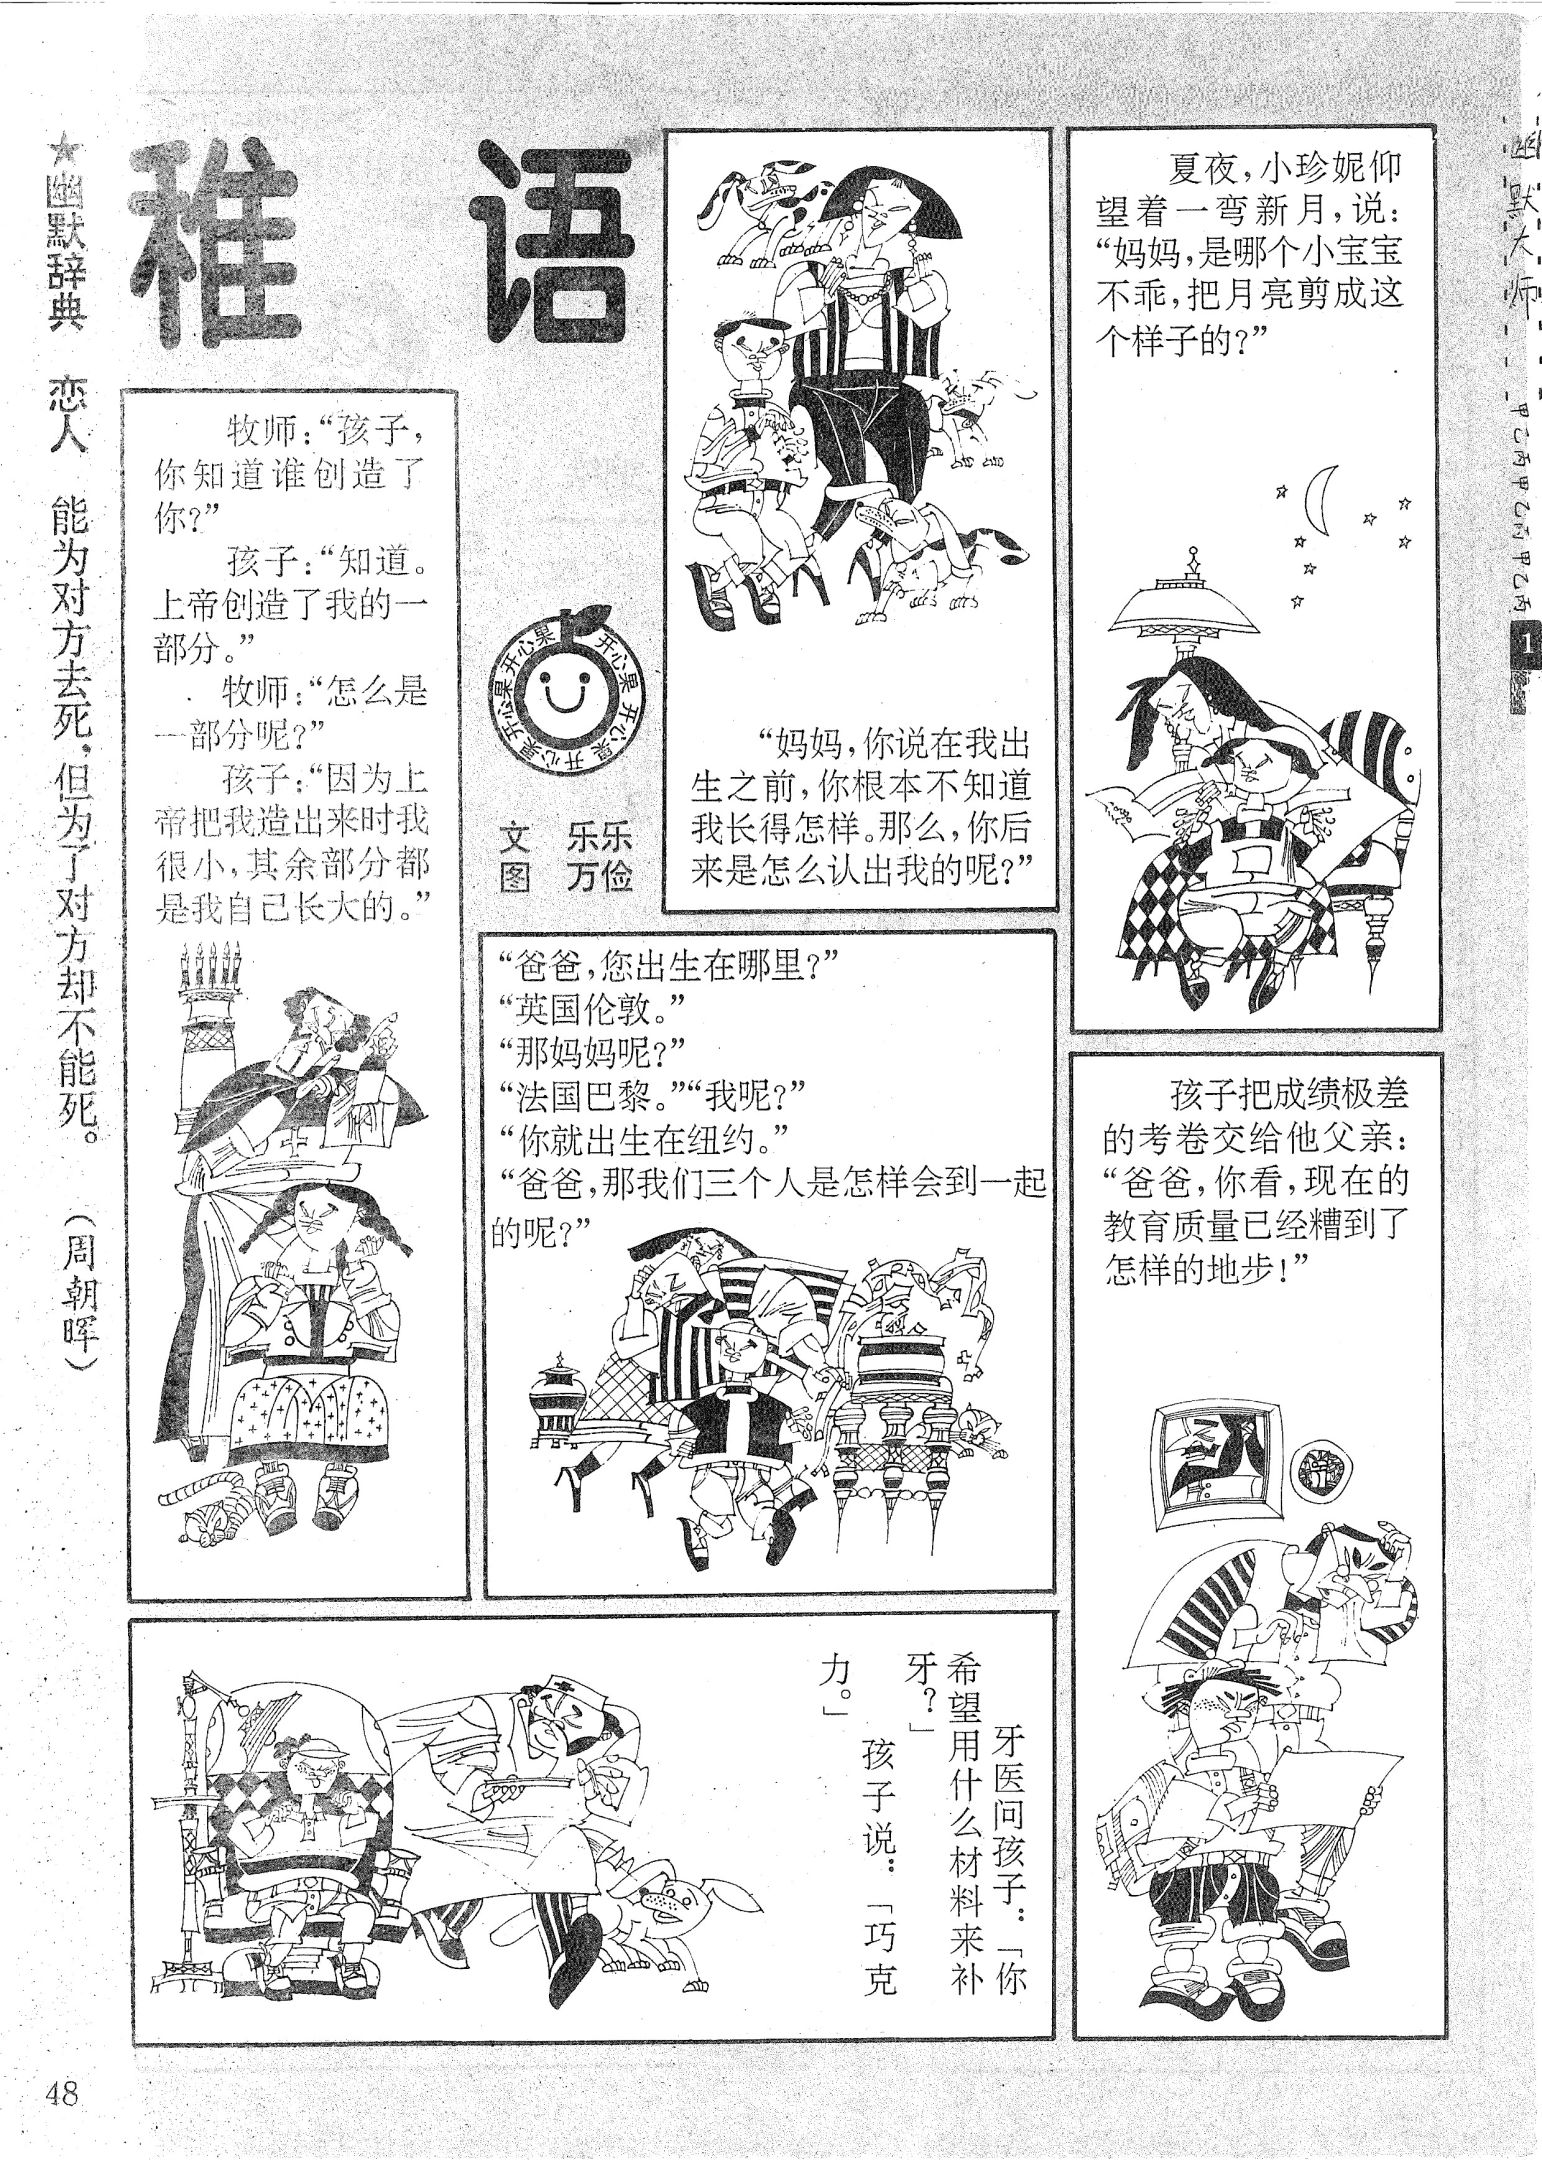 稚语
文 乐乐
图 万俭
开心果 开心果 开心果 开心果 开心果
牧师：“孩子，
你知道谁创造了
你？”
孩子：“知道。
上帝创造了我的一
部分。”
牧师：“怎么是
一部分呢？”
孩子：“因为上
帝把我造出来时我
很小，其余部分都
是我自己长大的。”
“妈妈，你说在我出
生之前，你根本不知道
我长得怎样。那么，你后
来是怎么认出我的呢？”
夏夜，小珍妮仰
望着一弯新月，说：
“妈妈，是哪个小宝宝
不乖，把月亮剪成这
个样子的？”
“爸爸，您出生在哪里？”
“英国伦敦。”
“那妈妈呢？”
“法国巴黎。”“我呢？”
“你就出生在纽约。”
“爸爸，那我们三个人是怎样会到一起
的呢？”
孩子把成绩极差
的考卷交给他父亲：
“爸爸，你看，现在的
教育质量已经糟到了
怎样的地步！”
牙医问孩子：「你
希望用什么材料来补
牙？」
孩子说：「巧克
力。」
★幽默辞典 恋人 能为对方去死，但为了对方却不能死。（周朝晖）
幽默大师
甲乙丙甲乙丙甲乙丙
1
48